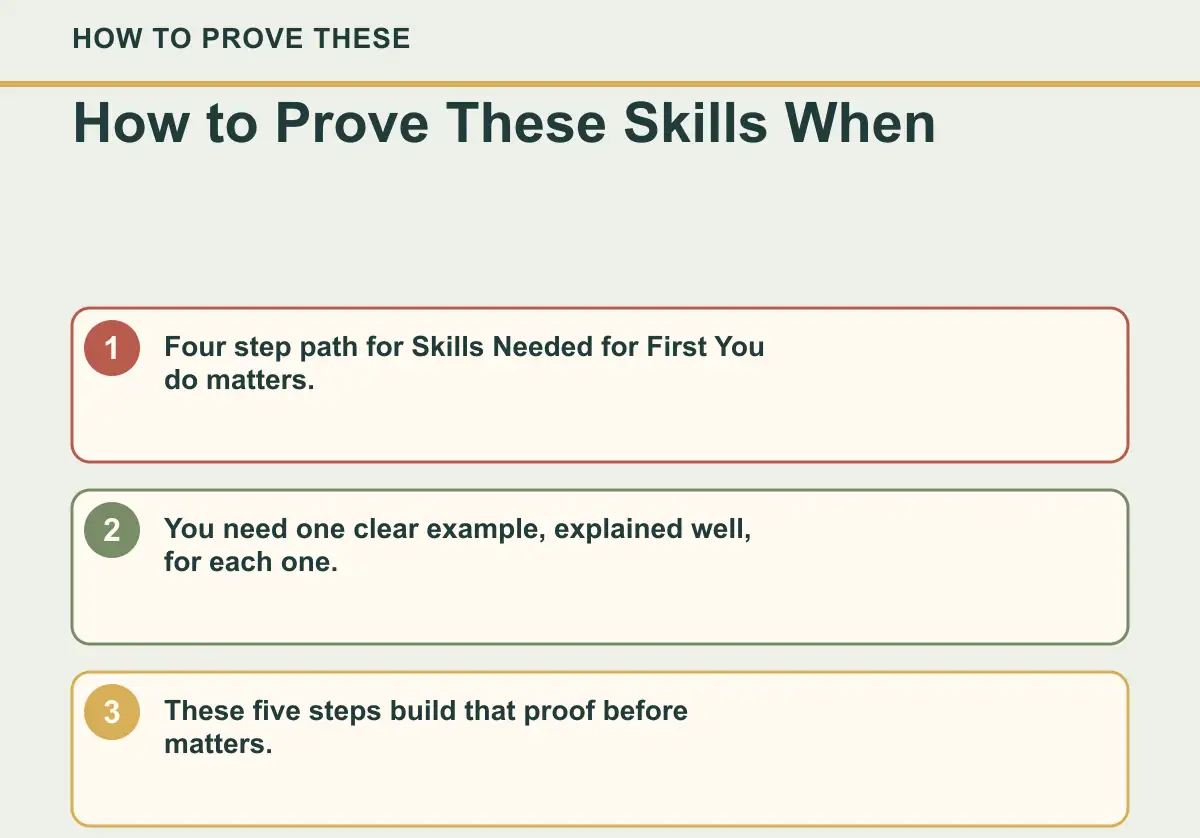 HOW TO PROVE THESE
How to Prove These Skills When
1
Four step path for Skills Needed for First You
do matters.
2
You need one clear example, explained well,
for each one.
3
These five steps build that proof before
matters.